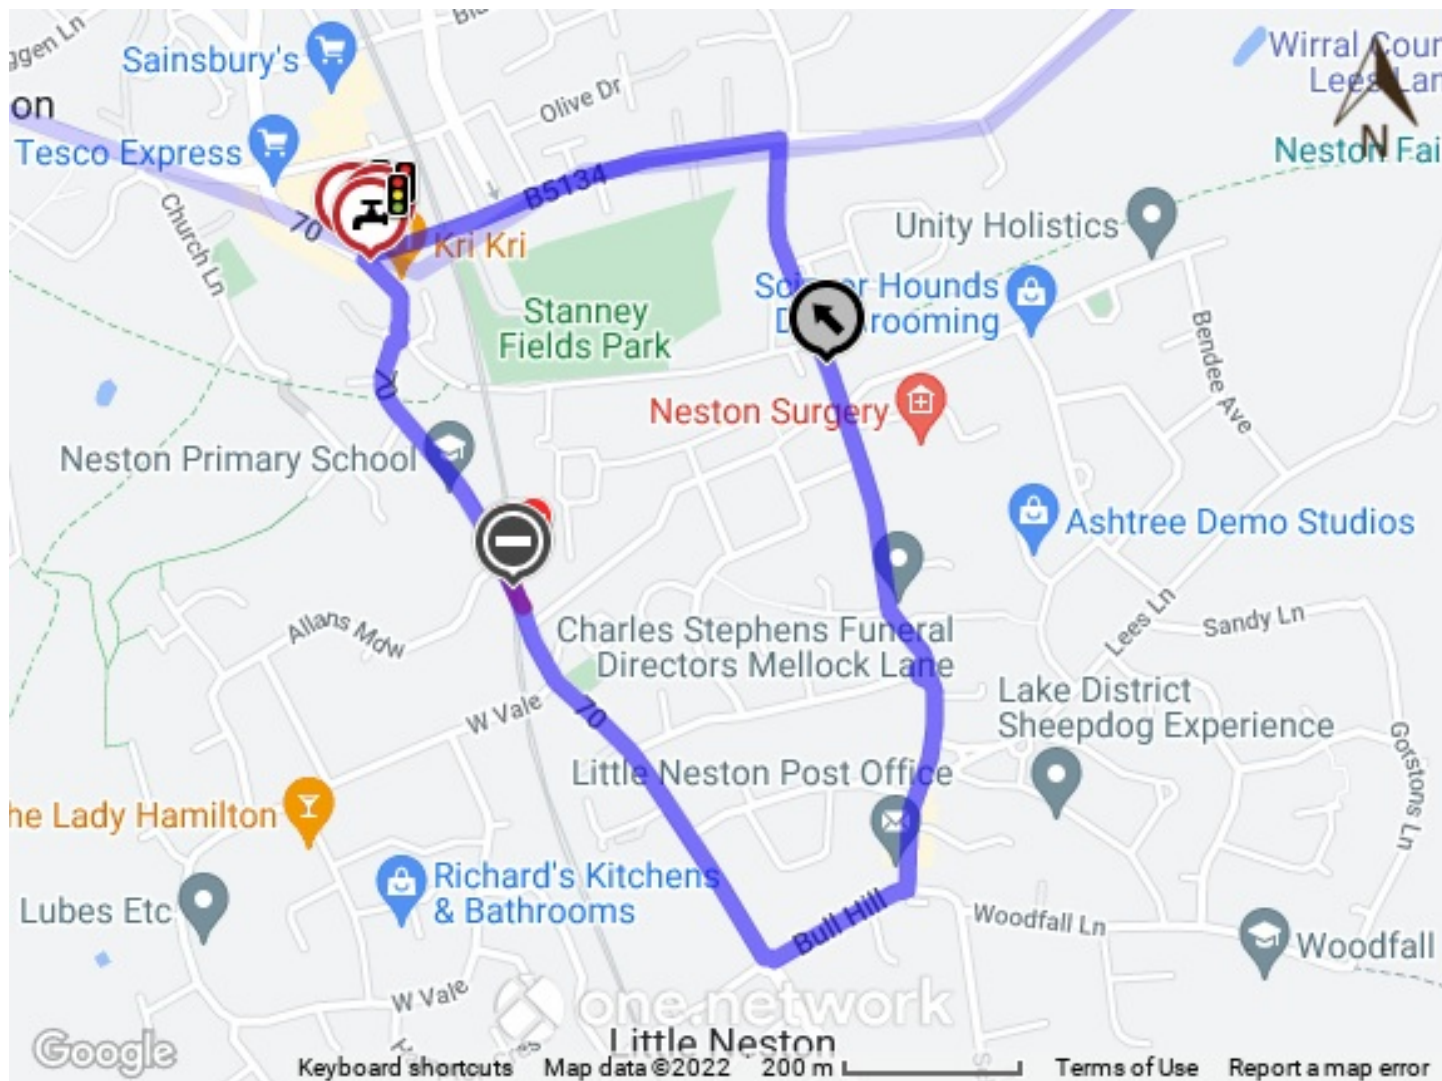 ggen Ln
Sainsbury's
on
Olive Dr
Wirral Cour
Lees Lar
N
Tesco Express
Neston Fai
B5134
Church Ln
70
Kri Kri
Unity Holistics
Stanney
Fields Park
Hounds
rooming
Bendee Ave
70
Neston Surgery
Neston Primary School
Ashtree Demo Studios
Allans Mdw
Charles Stephens Funeral
Directors Mellock Lane
Lees Ln
Sandy Ln
W Vale
70
Lake District
Sheepdog Experience
Gorstons Ln
Little Neston Post Office
he Lady Hamilton
Richard's Kitchens
& Bathrooms
Lubes Etc
Bull Hill
Woodfall Ln
Woodfall
W Vale
one.network
Little Neston
Google
Keyboard shortcuts Map data ©2022 200 m Terms of Use Report a map error